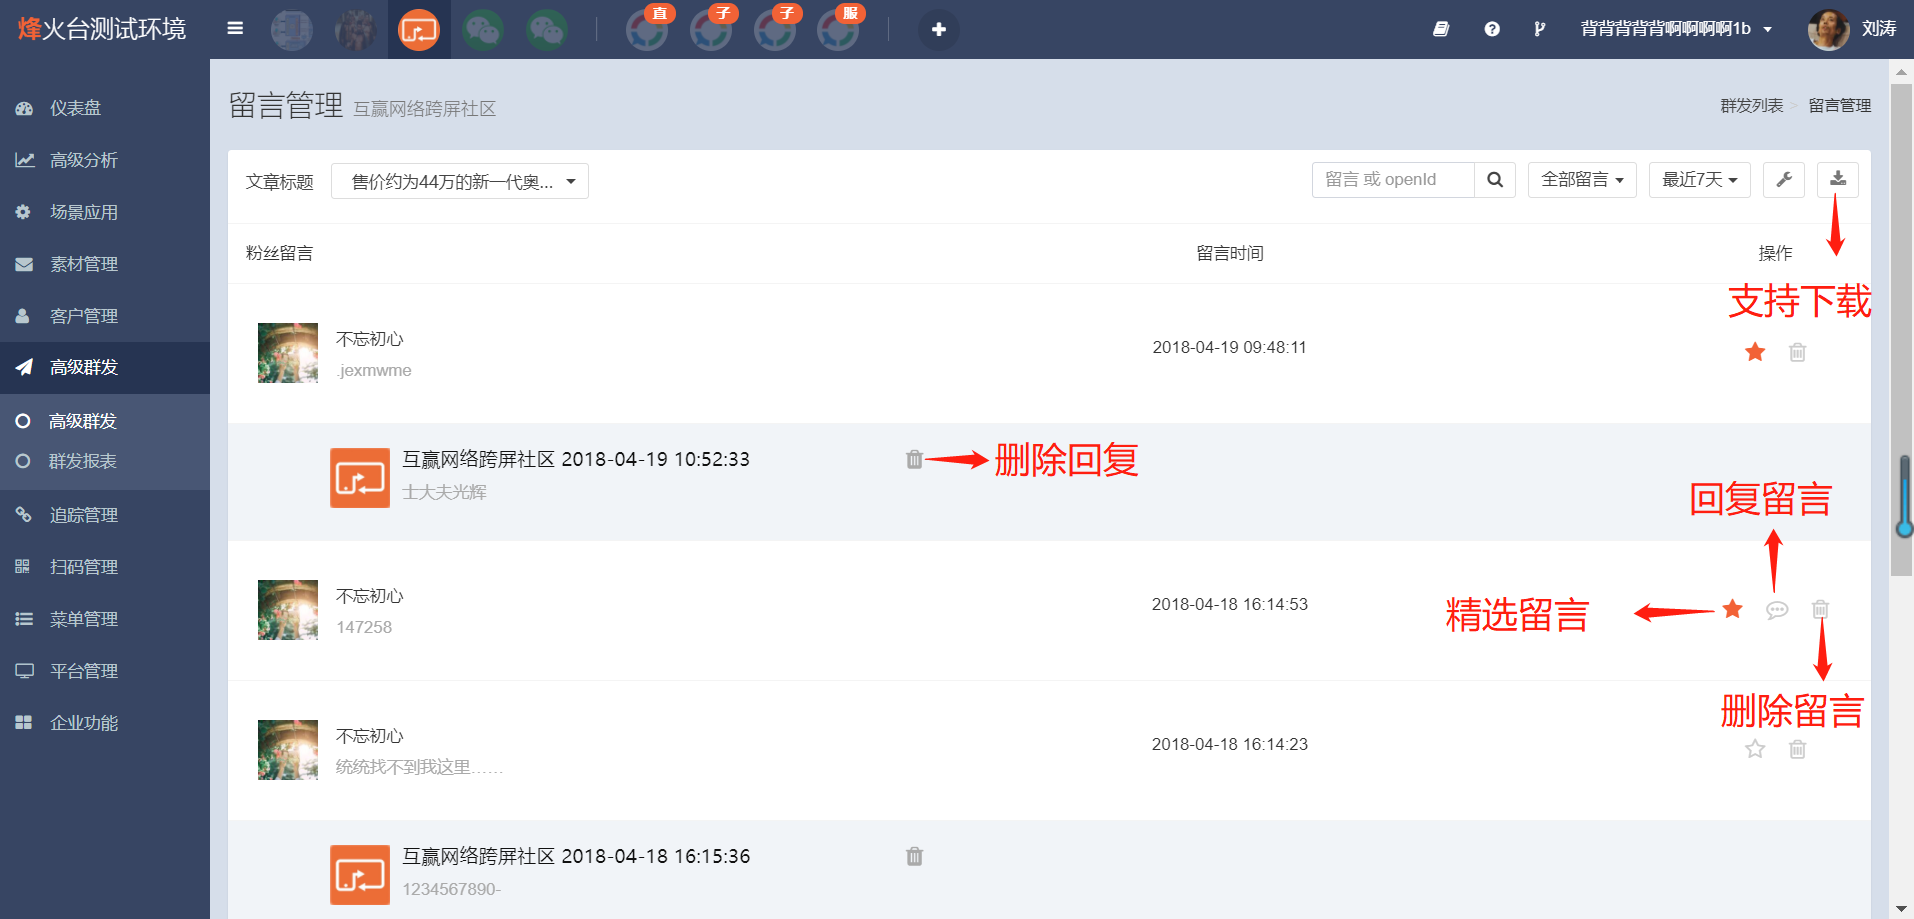 烽火台测试环境
直 子 子 服
背背背背背啊啊啊啊1b
刘涛
仪表盘
高级分析
场景应用
素材管理
客户管理
高级群发
高级群发
群发报表
追踪管理
扫码管理
菜单管理
平台管理
企业功能
留言管理 互赢网络跨屏社区
群发列表 > 留言管理
文章标题 售价约为44万的新一代奥... 留言 或 openId 全部留言 最近7天
粉丝留言 留言时间 操作
支持下载
不忘初心
.jexmwme
2018-04-19 09:48:11
互赢网络跨屏社区 2018-04-19 10:52:33
士大夫光辉
删除回复
回复留言
不忘初心
147258
2018-04-18 16:14:53
精选留言
删除留言
不忘初心
统统找不到我这里……
2018-04-18 16:14:23
互赢网络跨屏社区 2018-04-18 16:15:36
1234567890-